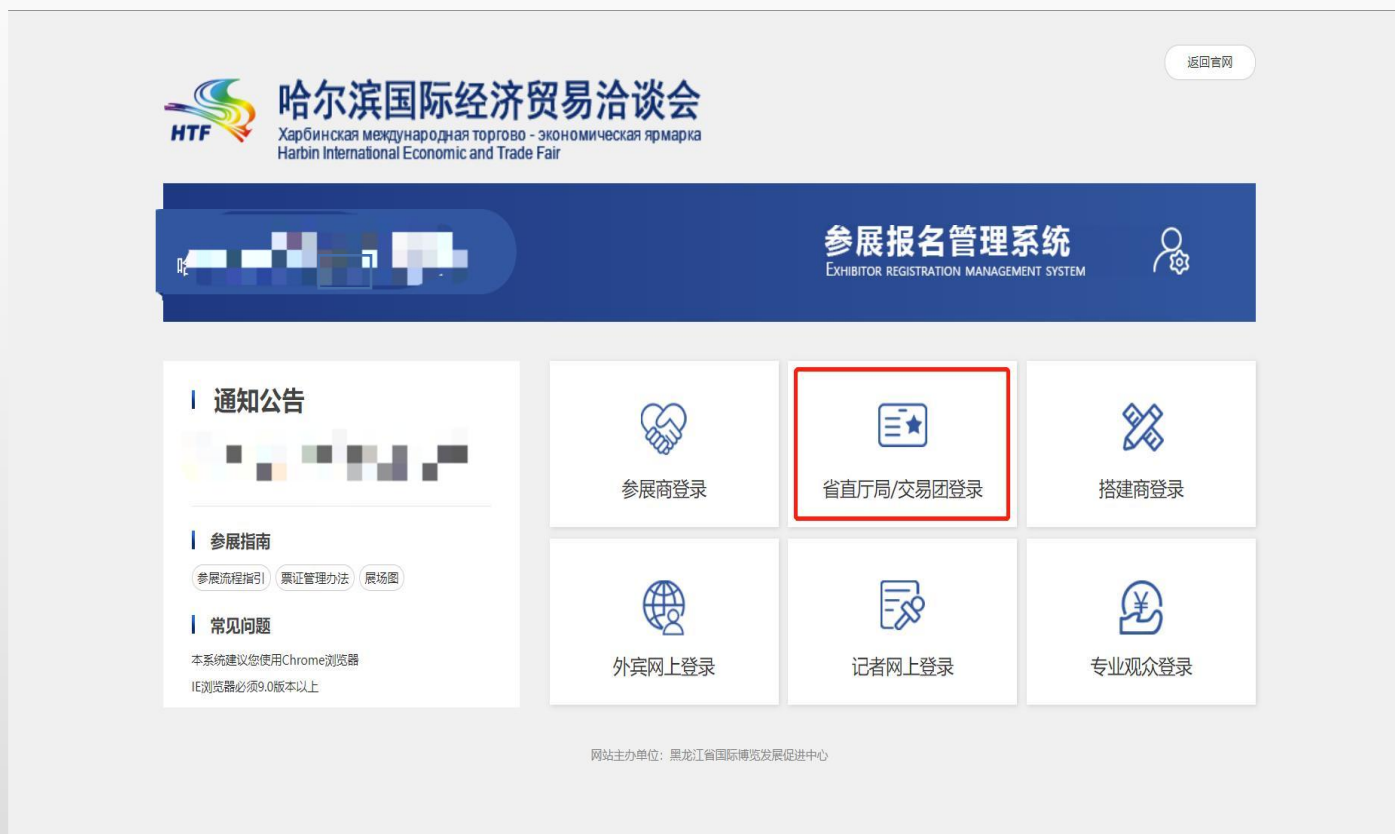 返回官网
HTF
哈尔滨国际经济贸易洽谈会
Харбинская международная торгово - экономическая ярмарка
Harbin International Economic and Trade Fair
参展报名管理系统
EXHIBITOR REGISTRATION MANAGEMENT SYSTEM
通知公告
参展指南
参展流程指引 票证管理办法 展场图
常见问题
本系统建议您使用Chrome浏览器
IE浏览器必须9.0版本以上
参展商登录
省直厅局/交易团登录
搭建商登录
外宾网上登录
记者网上登录
专业观众登录
网站主办单位：黑龙江省国际博览发展促进中心